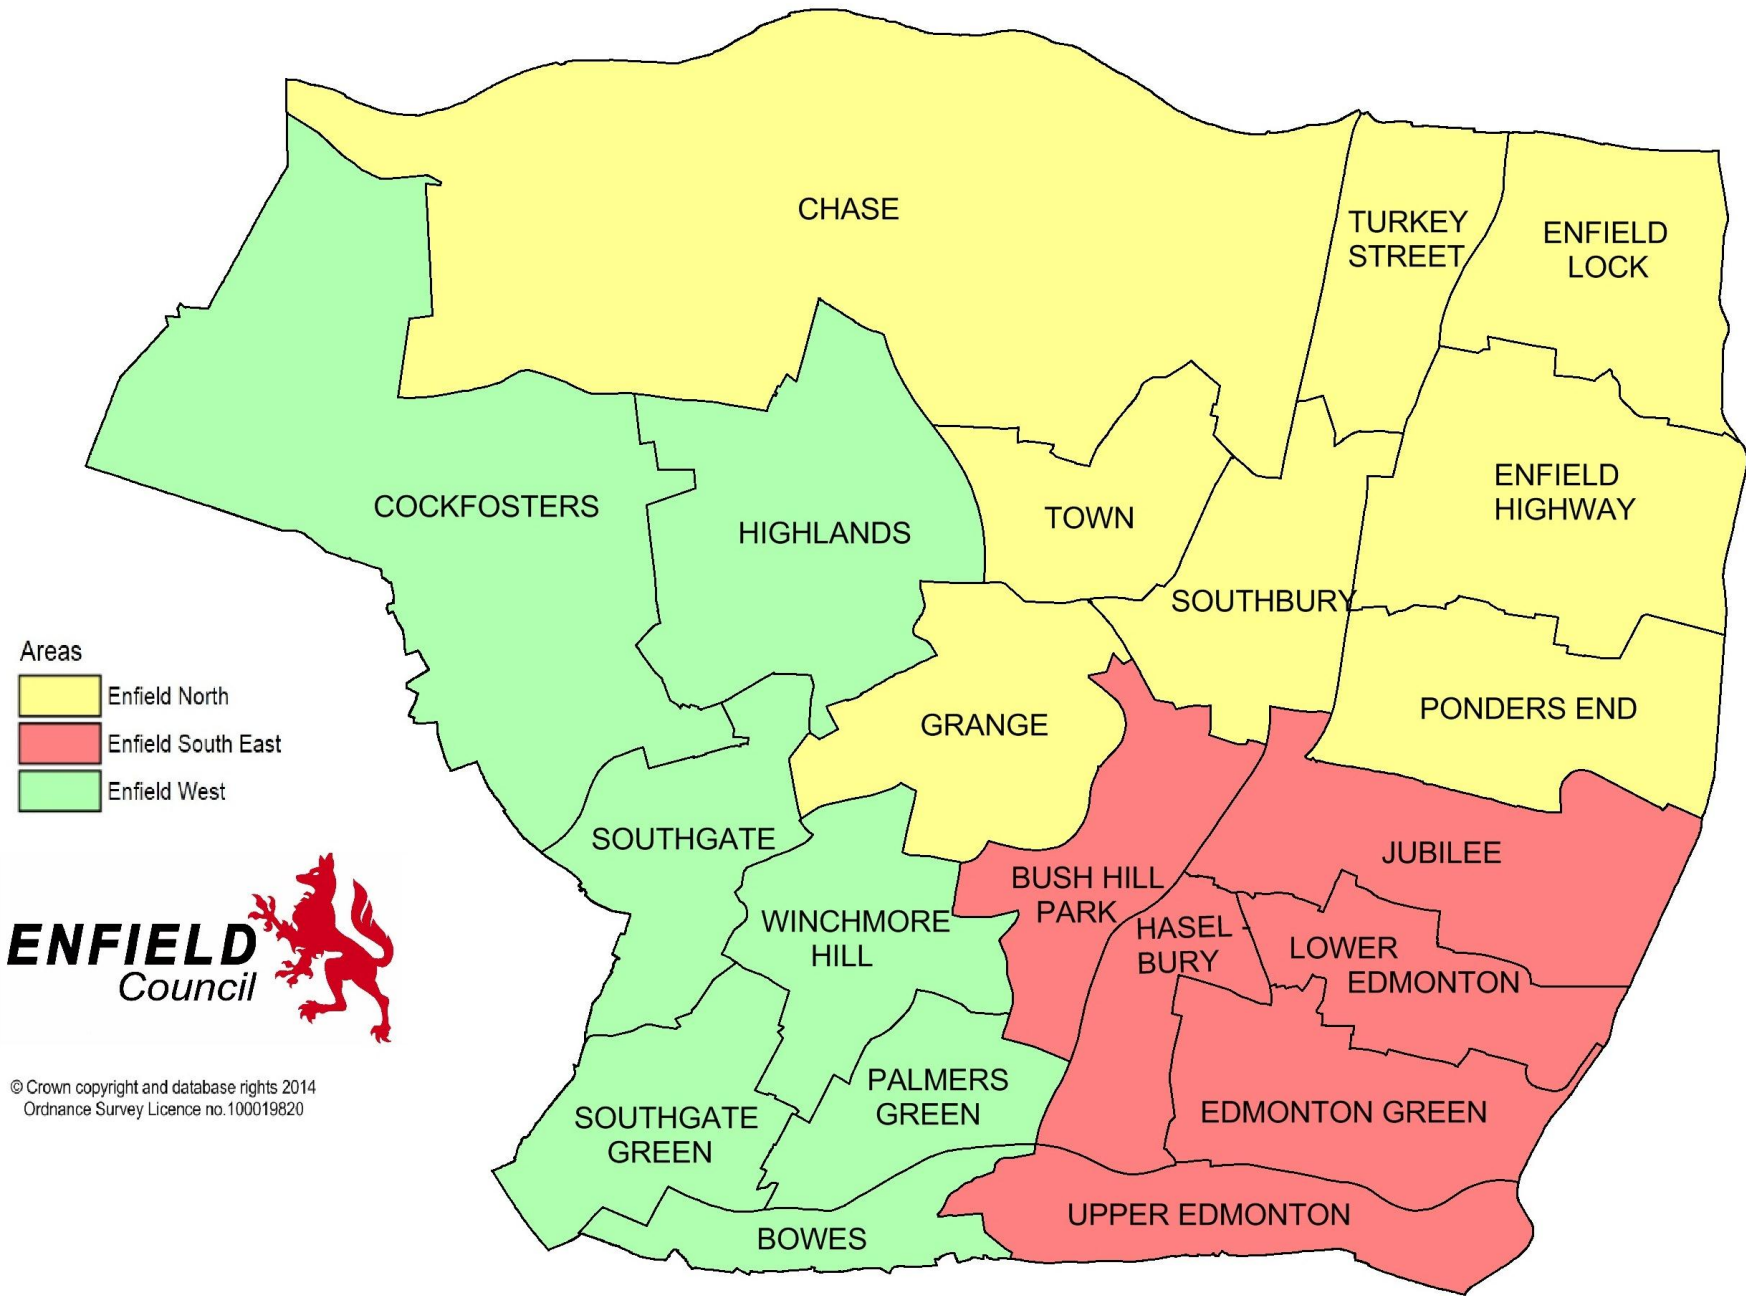 CHASE
TURKEY
STREET
ENFIELD
LOCK
COCKFOSTERS
HIGHLANDS
TOWN
ENFIELD
HIGHWAY
SOUTHBURY
GRANGE
PONDERS END
Areas
Enfield North
Enfield South East
Enfield West
SOUTHGATE
BUSH HILL
PARK
JUBILEE
WINCHMORE
HILL
HASEL -
BURY
LOWER
EDMONTON
ENFIELD
Council
PALMERS
GREEN
SOUTHGATE
GREEN
EDMONTON GREEN
BOWES
UPPER EDMONTON
© Crown copyright and database rights 2014
Ordnance Survey Licence no.100019820